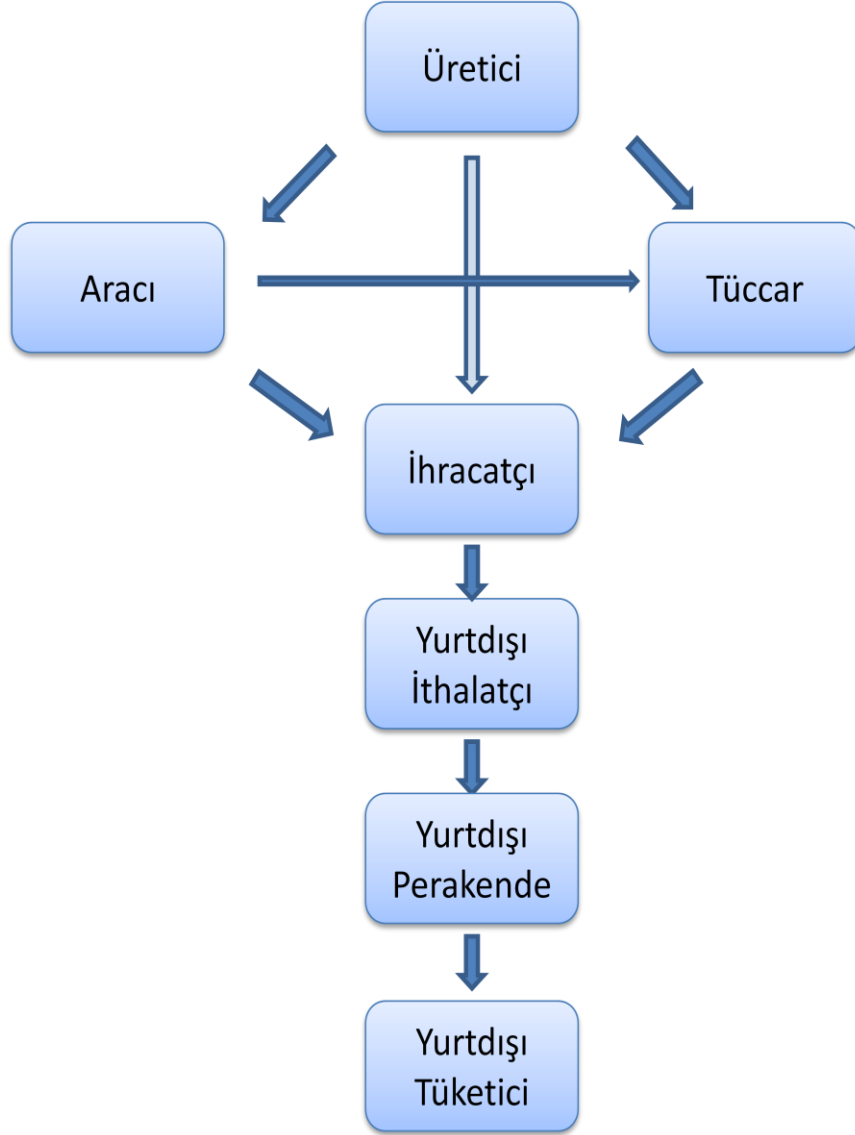 Üretici
Aracı
Tüccar
İhracatçı
Yurtdışı
İthalatçı
Yurtdışı
Perakende
Yurtdışı
Tüketici